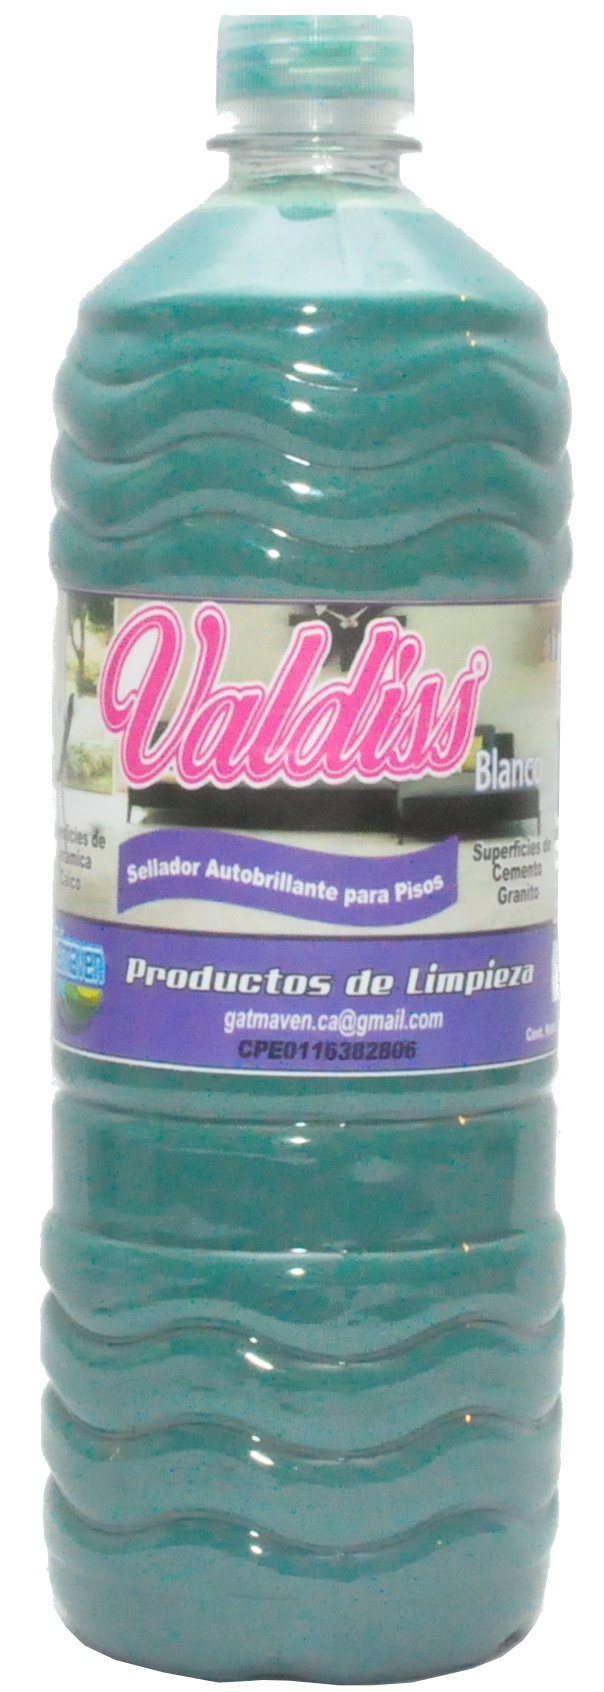 Valdiss®
Blanco
Sellador Autobrillante para Pisos
Superficies de
Cemento
Granito
Productos de Limpieza
gatmaven.ca@gmail.com
CPE0116382806